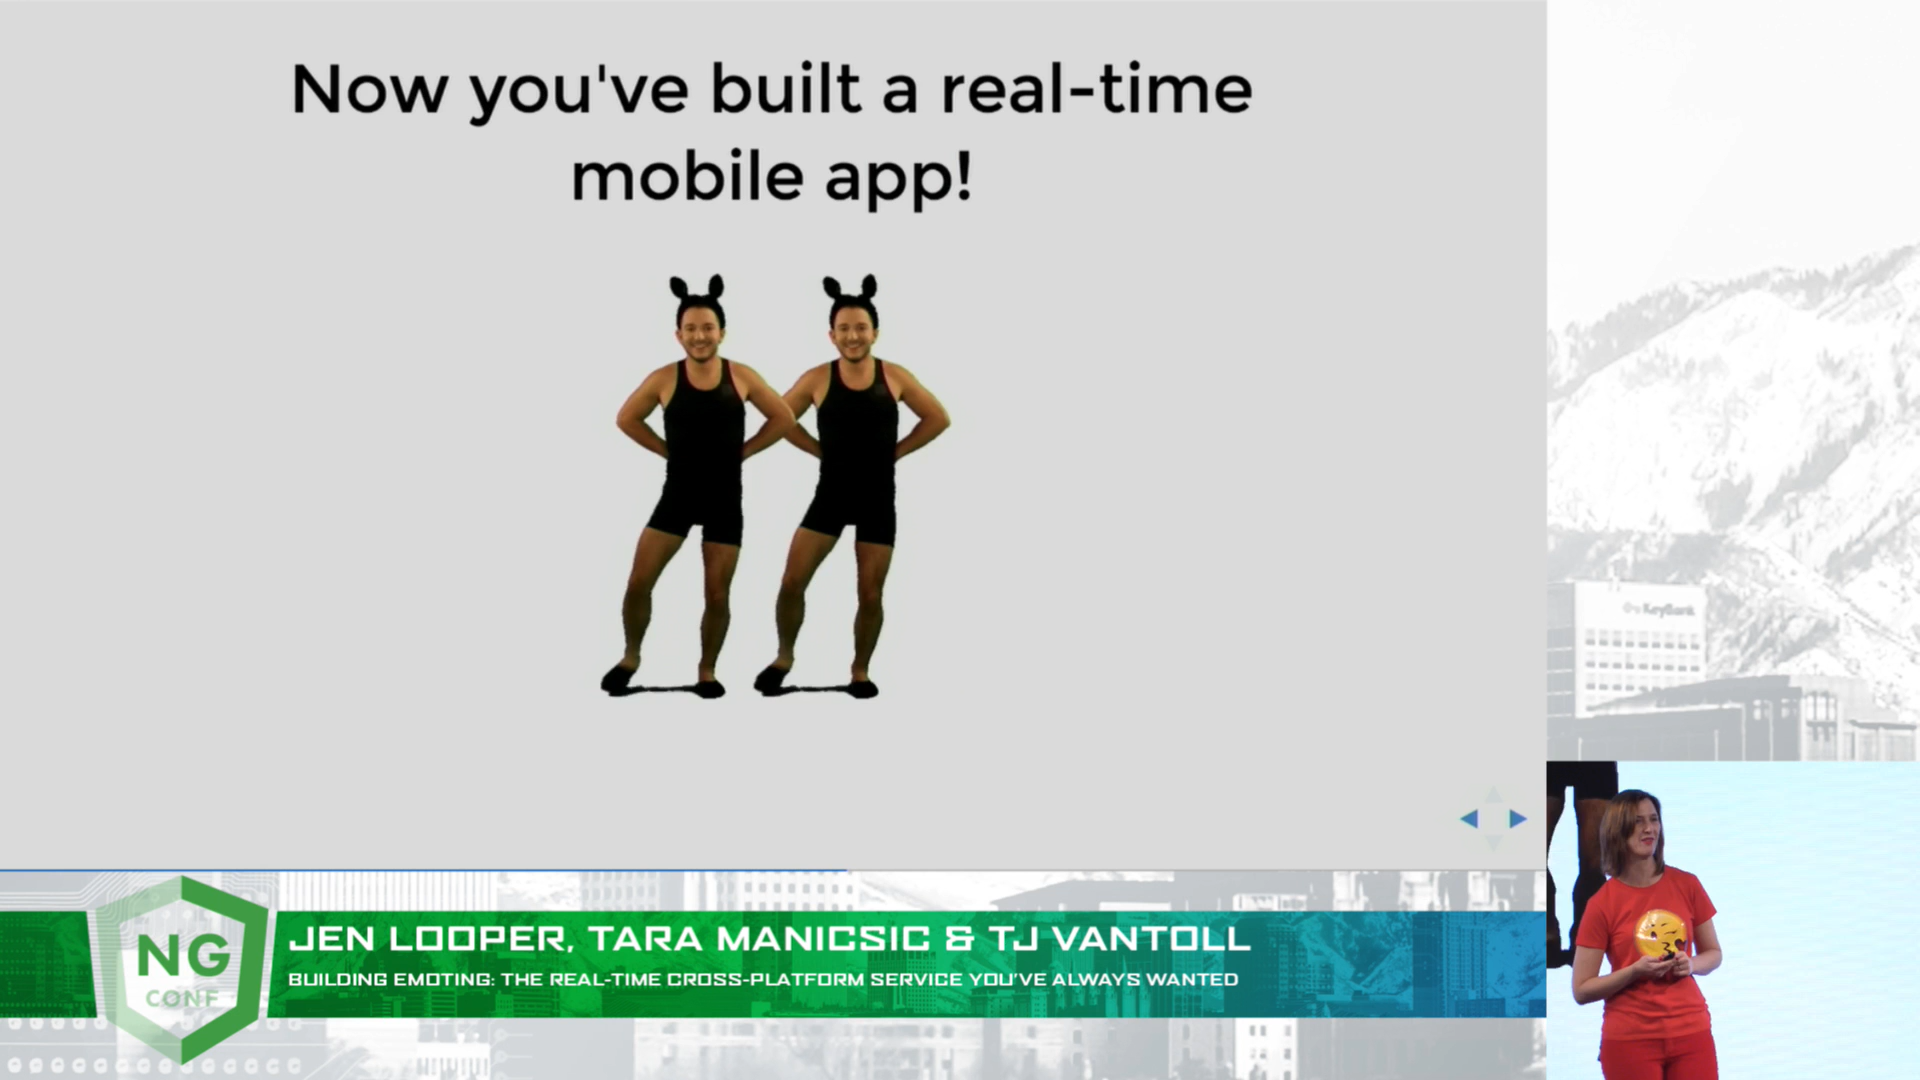 Now you've built a real-time
mobile app!
KeyBank
NG
CONF
JEN LOOPER, TARA MANICSIC & TJ VANTOLL
BUILDING EMOTING: THE REAL-TIME CROSS-PLATFORM SERVICE YOU'VE ALWAYS WANTED